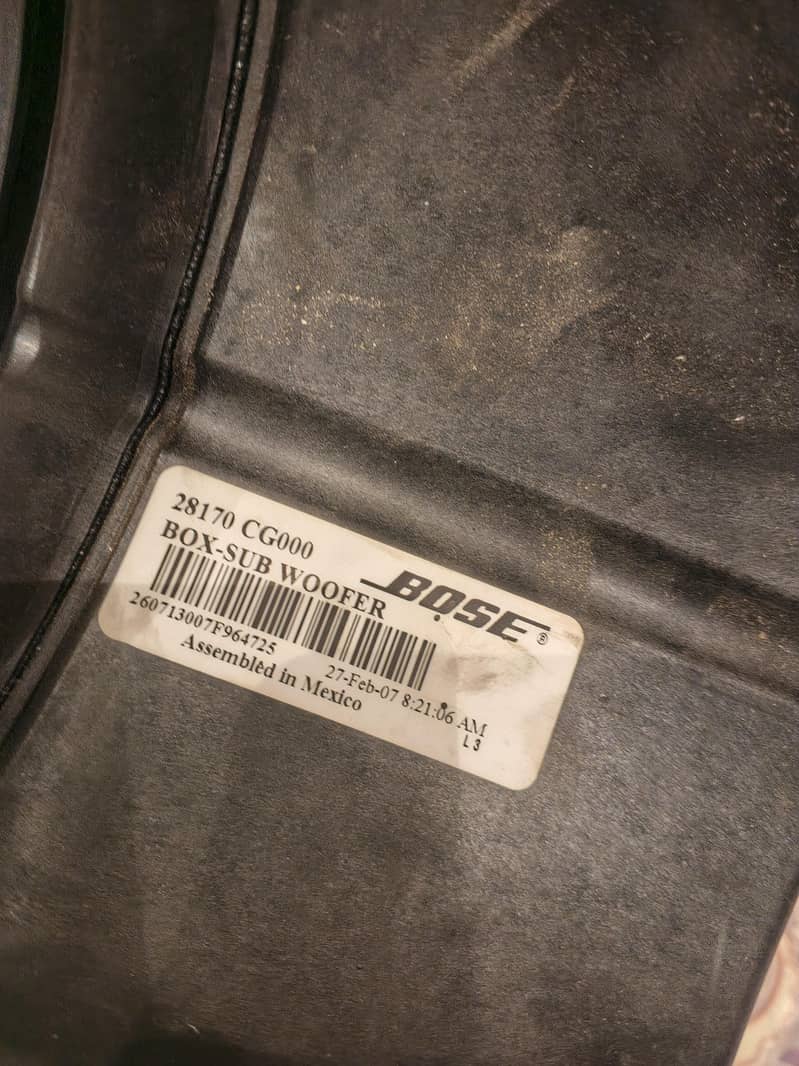 28170 CG000
BOX-SUB WOOFER
BOSE®
260713007F964725
27-Feb-07 8:21:06 AM
Assembled in Mexico
L3